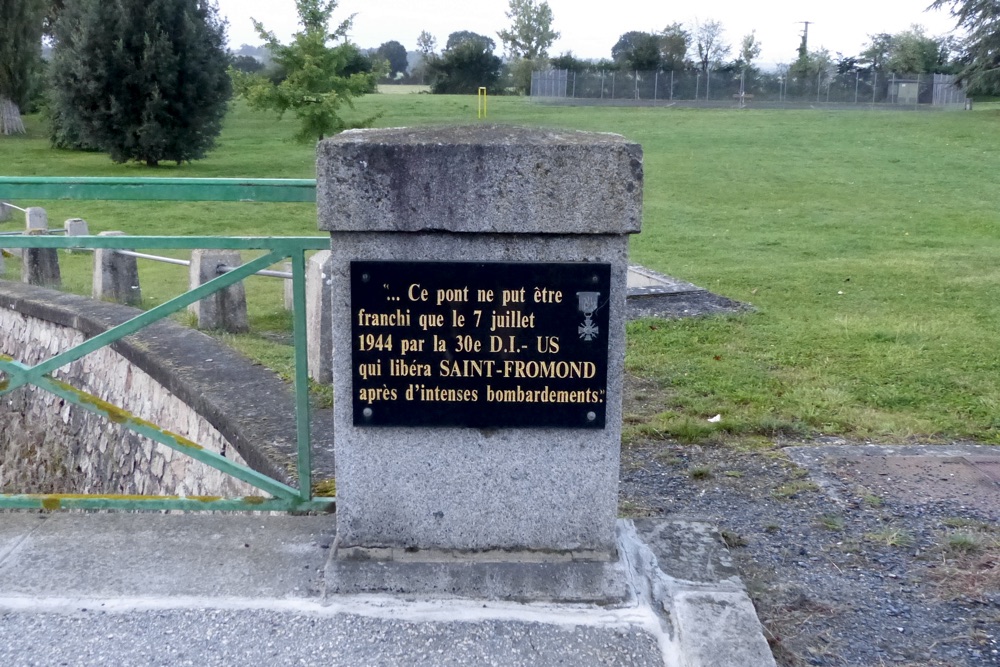 "... Ce pont ne put être
franchi que le 7 juillet
1944 par la 30e D.I.- US
qui libéra SAINT-FROMOND
après d'intenses bombardements."